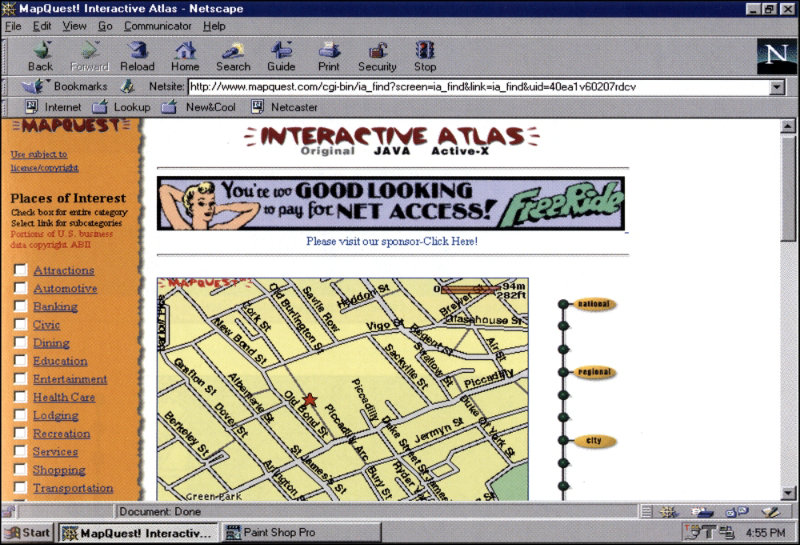 MapQuest! Interactive Atlas - Netscape
File Edit View Go Communicator Help
Back Forward Reload Home Search Guide Print Security Stop
N
Bookmarks Netsite: http://www.mapquest.com/cgi-bin/ia_find?screen=ia_find&link=ia_find&uid=40ea1v60207rdcv
Internet Lookup New&Cool Netcaster
MAPQUEST
INTERACTIVE ATLAS
Original JAVA Active-X
Use subject to
license/copyright
You're too GOOD LOOKING
to pay for NET ACCESS!
FreeRide
Please visit our sponsor-Click Here!
Places of Interest
Check box for entire category
Select link for subcategories
Portions of U.S. business
data copyright ABII
Attractions
Automotive
Banking
Civic
Dining
Education
Entertainment
Health Care
Lodging
Recreation
Services
Shopping
Transportation
MAPQUEST
0 94m
282ft
Savile Row
Haddon St
Old Burlington St
Cork St
Vigo St
Regent St
Brewer
Glasshouse St
Air St
New Bond St
Sackville St
Swallow St
Piccadilly
Grafton St
Albemarle St
Old Bond St
Piccadilly
Piccadilly Arc
Dover St
Berkeley St
Duke Street St James
Duke Of York St
Jermyn St
St James's St
Bury St
Ryder
Arlington St
Green Park
national
regional
city
Document: Done
Start MapQuest! Interactiv... Paint Shop Pro 4:55 PM